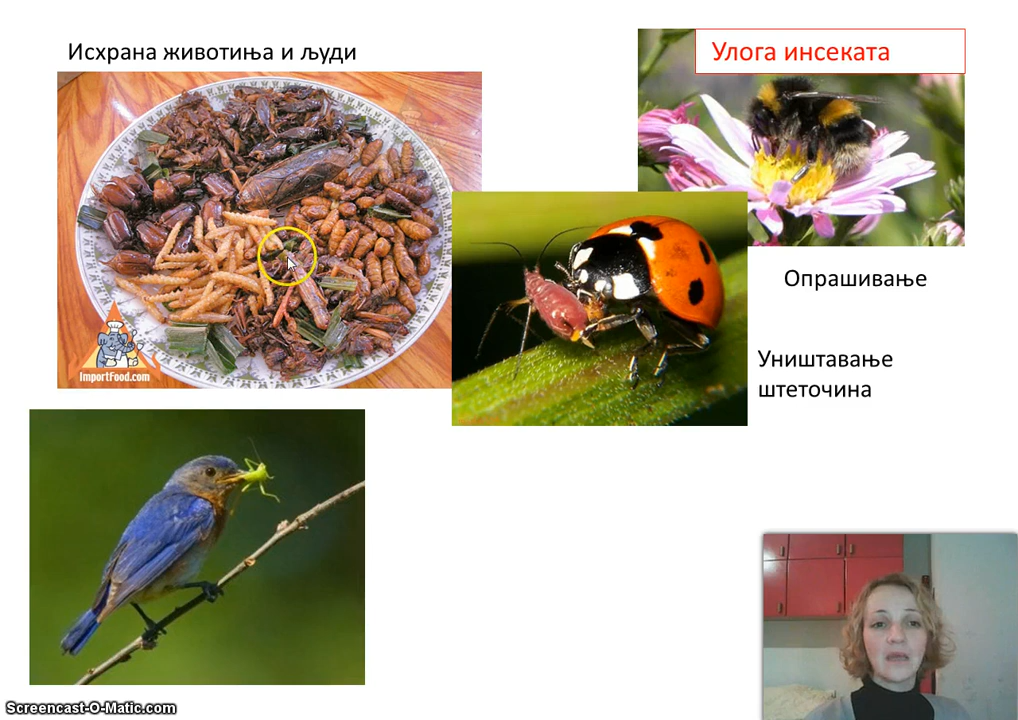 Исхрана животиња и људи
Улога инсеката
ImportFood.com
Опрашивање
Уништавање
штеточина
Screencast-O-Matic.com